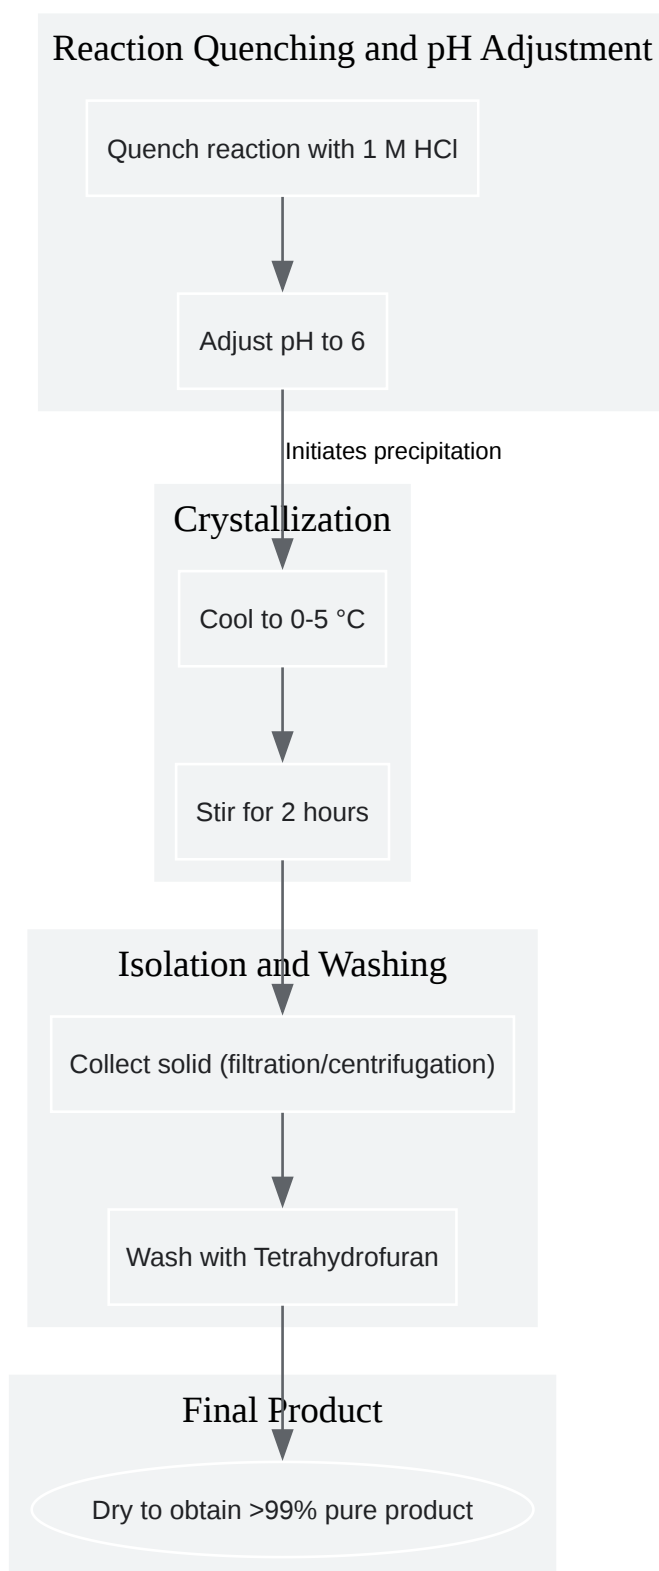 Reaction Quenching and pH Adjustment
Quench reaction with 1 M HCl
Adjust pH to 6
Initiates precipitation
Crystallization
Cool to 0-5 °C
Stir for 2 hours
Isolation and Washing
Collect solid (filtration/centrifugation)
Wash with Tetrahydrofuran
Final Product
Dry to obtain >99% pure product